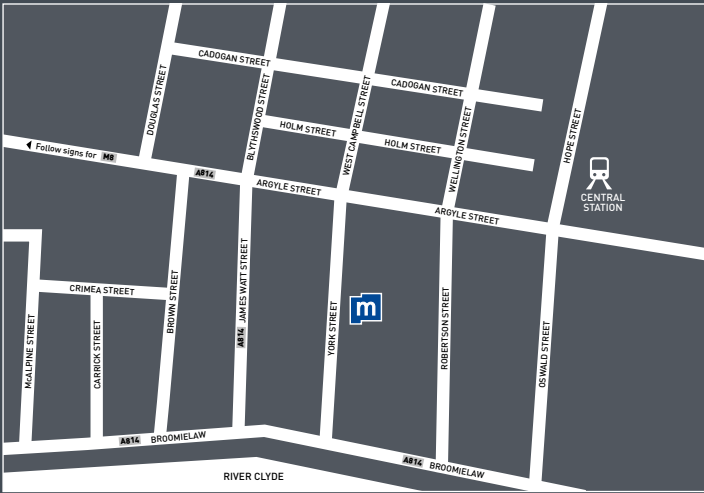 CADOGAN STREET
CADOGAN STREET
DOUGLAS STREET
BLYTHSWOOD STREET
WEST CAMPBELL STREET
WELLINGTON STREET
HOPE STREET
HOLM STREET
HOLM STREET
Follow signs for M8
A814
ARGYLE STREET
ARGYLE STREET
CENTRAL
STATION
CRIMEA STREET
McALPINE STREET
CARRICK STREET
BROWN STREET
A814 JAMES WATT STREET
YORK STREET
m
ROBERTSON STREET
OSWALD STREET
A814 BROOMIELAW
A814 BROOMIELAW
RIVER CLYDE